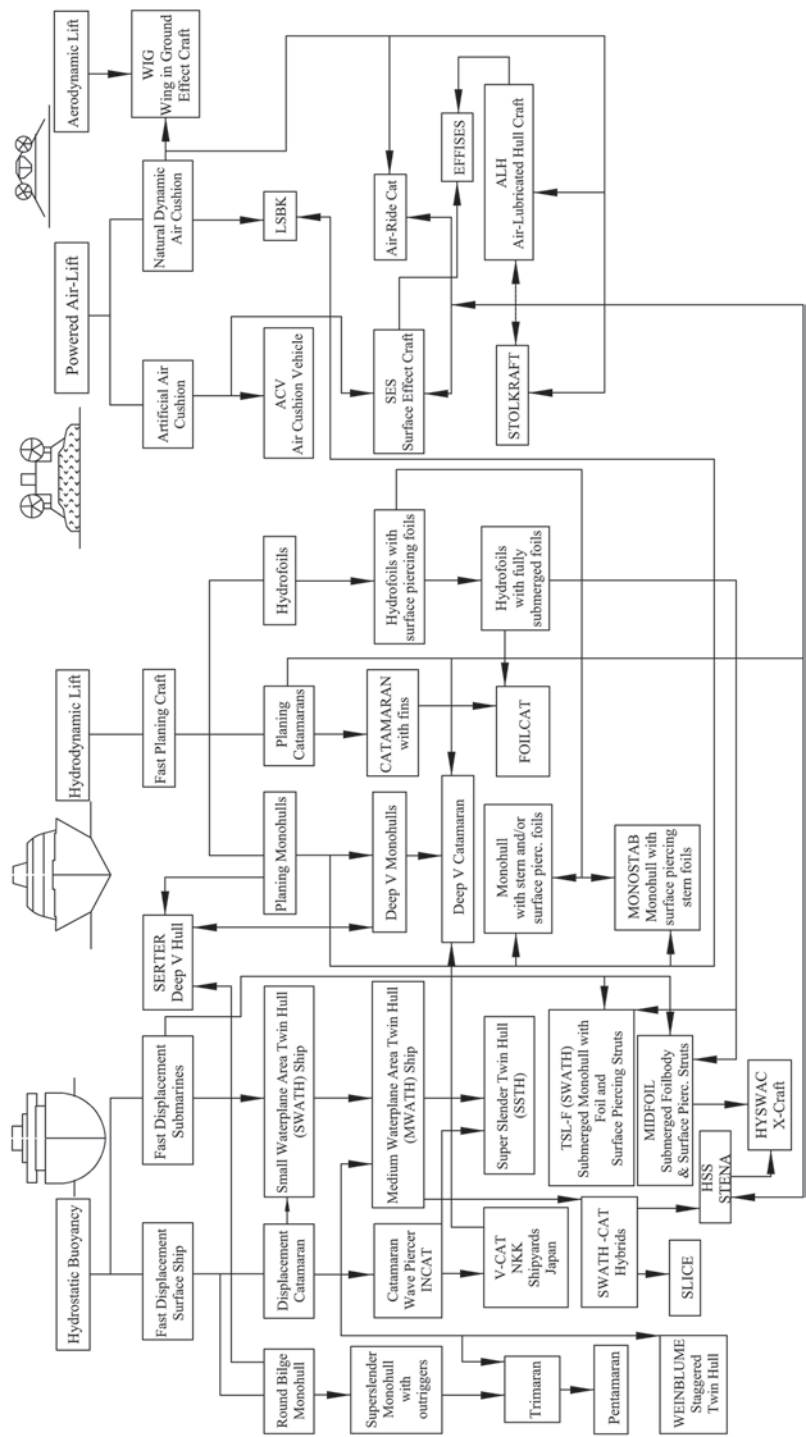 Hydrostatic Buoyancy
Hydrodynamic Lift
Powered Air-Lift
Aerodynamic Lift
Fast Displacement
Surface Ship
Fast Displacement
Submarines
SERTER
Deep V Hull
Fast Planing Craft
Artificial Air
Cushion
Natural Dynamic
Air Cushion
WIG
Wing in Ground
Effect Craft
Round Bilge
Monohull
Displacement
Catamaran
Small Waterplane Area Twin Hull
(SWATH) Ship
Planing Monohulls
Planing
Catamarans
Hydrofoils
ACV
Air Cushion Vehicle
LSBK
Superslender
Monohull
with
outriggers
Catamaran
Wave Piercer
INCAT
Medium Waterplane Area Twin Hull
(MWATH) Ship
Deep V Monohulls
CATAMARAN
with fins
Hydrofoils with
surface piercing foils
SES
Surface Effect Craft
Air-Ride Cat
Deep V Catamaran
EFFISES
Trimaran
V-CAT
NKK
Shipyards
Japan
Super Slender Twin Hull
(SSTH)
Monohull
with stern and/or
surface pierc. foils
FOILCAT
Hydrofoils
with fully
submerged foils
STOLKRAFT
ALH
Air-Lubricated Hull Craft
Pentamaran
SWATH -CAT
Hybrids
TSL-F (SWATH)
Submerged Monohull with
Foil and
Surface Piercing Struts
MONOSTAB
Monohull with
surface piercing
stern foils
WEINBLUME
Staggered
Twin Hull
SLICE
HSS
STENA
MIDFOIL
Submerged Foilbody
& Surface Pierc. Struts
HYSWAC
X-Craft